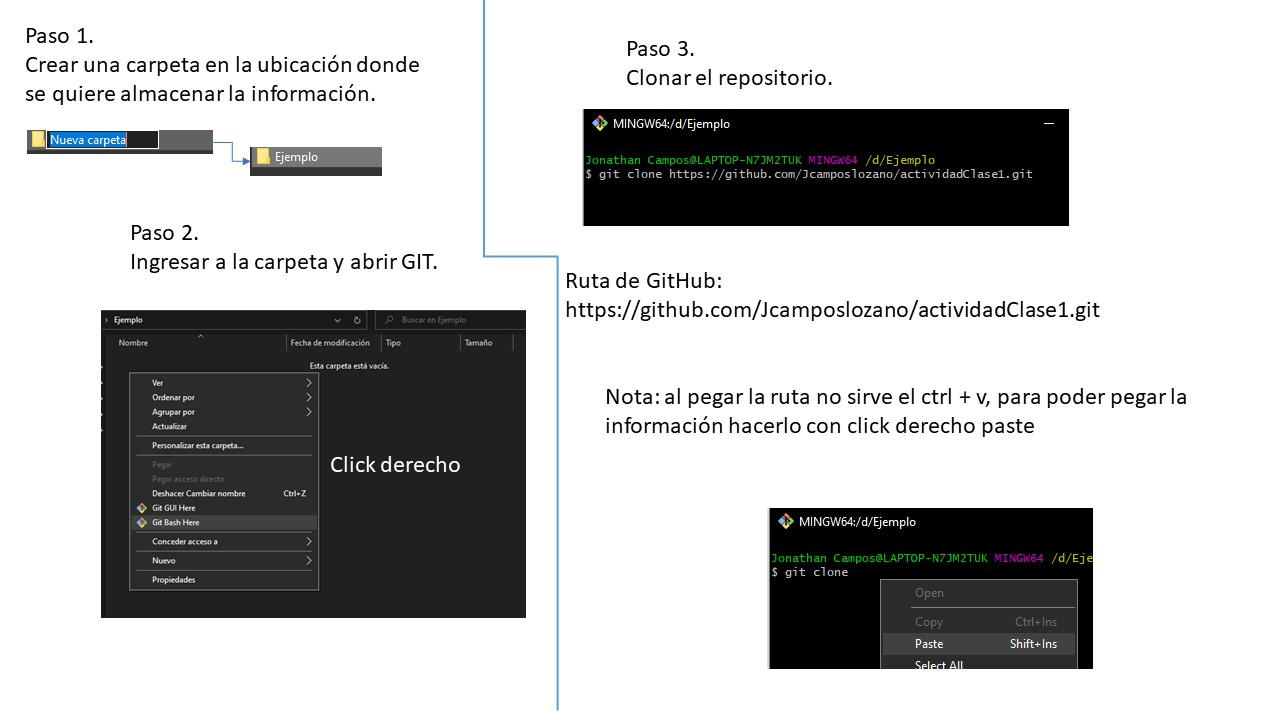 Paso 1.
Crear una carpeta en la ubicación donde
se quiere almacenar la información.
Nueva carpeta
Ejemplo
Paso 2.
Ingresar a la carpeta y abrir GIT.
Ejemplo
Buscar en Ejemplo
Nombre Fecha de modificación Tipo Tamaño
Esta carpeta está vacía.
Ver
Ordenar por
Agrupar por
Actualizar
Personalizar esta carpeta...
Pegar
Pegar acceso directo
Deshacer Cambiar nombre Ctrl+Z
Git GUI Here
Git Bash Here
Conceder acceso a
Nuevo
Propiedades
Click derecho
Paso 3.
Clonar el repositorio.
MINGW64:/d/Ejemplo
Jonathan Campos@LAPTOP-N7JM2TUK MINGW64 /d/Ejemplo
$ git clone https://github.com/Jcamposlozano/actividadClase1.git
Ruta de GitHub:
https://github.com/Jcamposlozano/actividadClase1.git
Nota: al pegar la ruta no sirve el ctrl + v, para poder pegar la
información hacerlo con click derecho paste
MINGW64:/d/Ejemplo
Jonathan Campos@LAPTOP-N7JM2TUK MINGW64 /d/Eje
$ git clone
Open
Copy Ctrl+Ins
Paste Shift+Ins
Select All